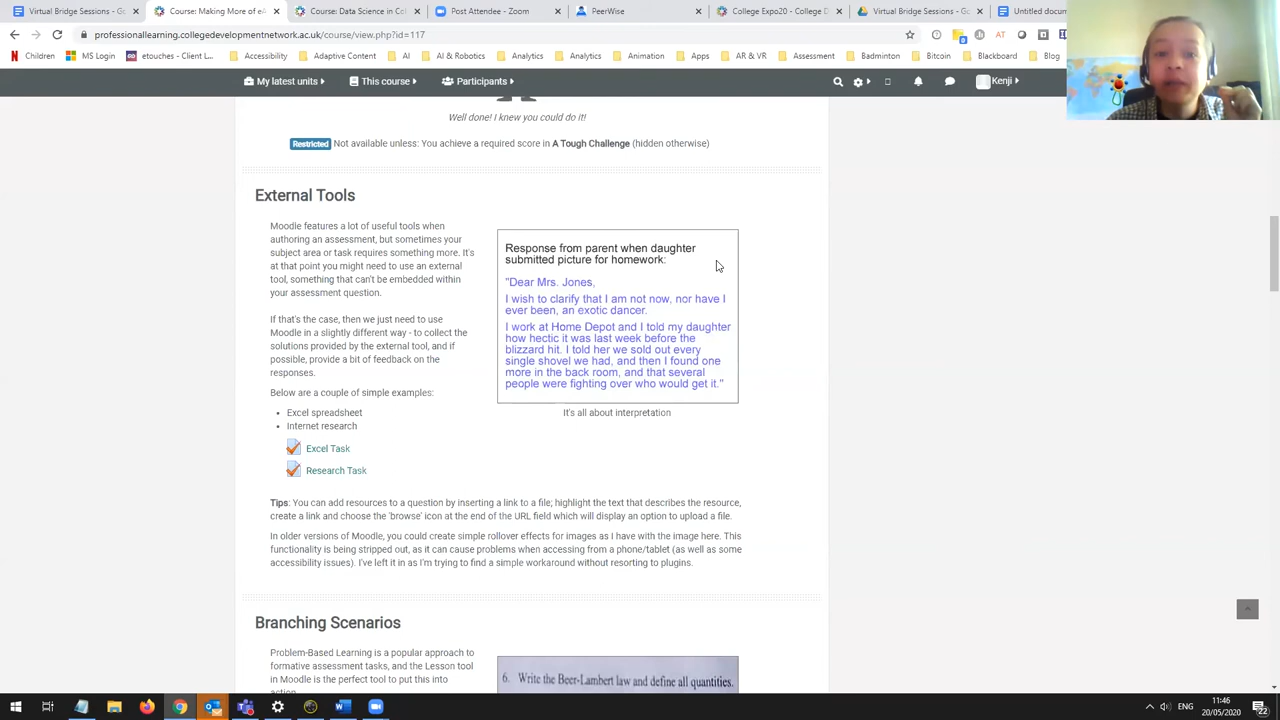 Virtual Bridge Sessions - Goo
Course: Making More of eA
Course: Data Science in Co
Post Attendee - Zoom
PeerWise
College Expo20 - College D
Virtual Bridge Sessions - Go
Untitled docum
professionallearning.collegedevelopmentnetwork.ac.uk/course/view.php?id=117
Children
MS Login
etouches - Client L...
Accessibility
Adaptive Content
AI
AI & Robotics
Analytics
Analytics
Animation
Apps
AR & VR
Assessment
Badminton
Bitcoin
Blackboard
Blog
My latest units
This course
Participants
Kenji
Well done! I knew you could do it!
Restricted Not available unless: You achieve a required score in A Tough Challenge (hidden otherwise)
External Tools
Moodle features a lot of useful tools when
authoring an assessment, but sometimes your
subject area or task requires something more. It's
at that point you might need to use an external
tool, something that can't be embedded within
your assessment question.
If that's the case, then we just need to use
Moodle in a slightly different way - to collect the
solutions provided by the external tool, and if
possible, provide a bit of feedback on the
responses.
Below are a couple of simple examples:
Excel spreadsheet
Internet research
Excel Task
Research Task
Response from parent when daughter
submitted picture for homework:
"Dear Mrs. Jones,
I wish to clarify that I am not now, nor have I
ever been, an exotic dancer.
I work at Home Depot and I told my daughter
how hectic it was last week before the
blizzard hit. I told her we sold out every
single shovel we had, and then I found one
more in the back room, and that several
people were fighting over who would get it."
It's all about interpretation
Tips: You can add resources to a question by inserting a link to a file; highlight the text that describes the resource,
create a link and choose the 'browse' icon at the end of the URL field which will display an option to upload a file.
In older versions of Moodle, you could create simple rollover effects for images as I have with the image here. This
functionality is being stripped out, as it can cause problems when accessing from a phone/tablet (as well as some
accessibility issues). I've left it in as I'm trying to find a simple workaround without resorting to plugins.
Branching Scenarios
Problem-Based Learning is a popular approach to
formative assessment tasks, and the Lesson tool
in Moodle is the perfect tool to put this into
action
6. Write the Beer-Lambert law and define all quantities.
ENG
11:46
20/05/2020
22